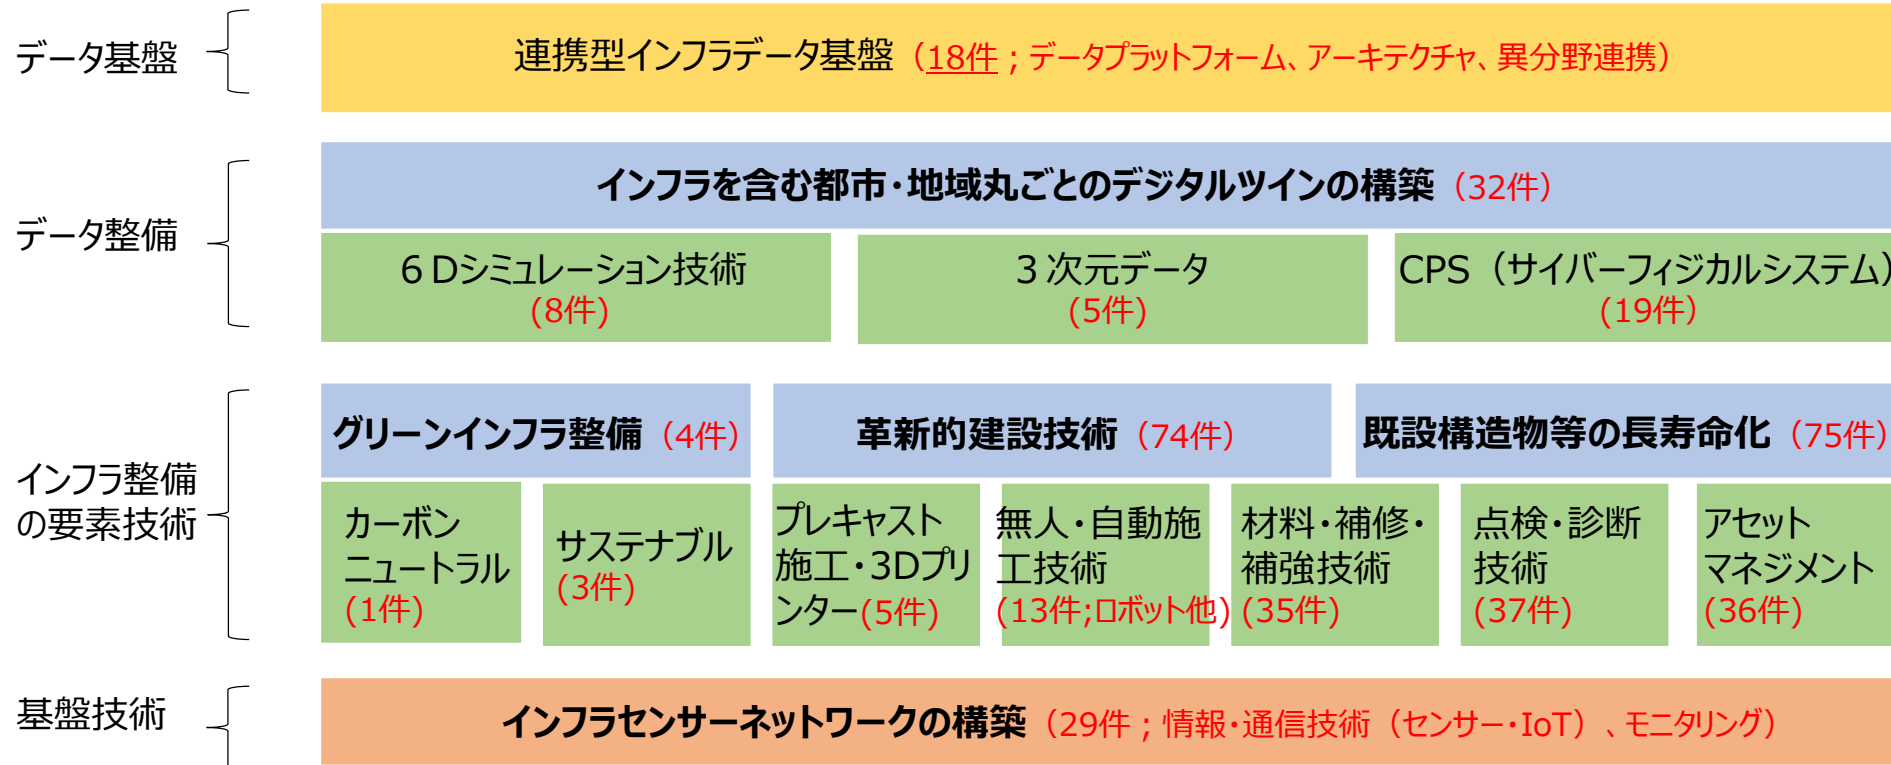 データ基盤
連携型インフラデータ基盤（18件；データプラットフォーム、アーキテクチャ、異分野連携）
データ整備
インフラを含む都市・地域丸ごとのデジタルツインの構築（32件）
６Dシミュレーション技術
(8件)
３次元データ
(5件)
CPS（サイバーフィジカルシステム）
(19件）
インフラ整備
の要素技術
グリーンインフラ整備（4件）
革新的建設技術（74件）
既設構造物等の長寿命化（75件）
カーボン
ニュートラル
(1件)
サステナブル
(3件)
プレキャスト
施工・3Dプリ
ンター(5件)
無人・自動施
工技術
(13件;ロボット他)
材料・補修・
補強技術
(35件)
点検・診断
技術
(37件)
アセット
マネジメント
(36件)
基盤技術
インフラセンサーネットワークの構築（29件；情報・通信技術（センサー・IoT）、モニタリング）